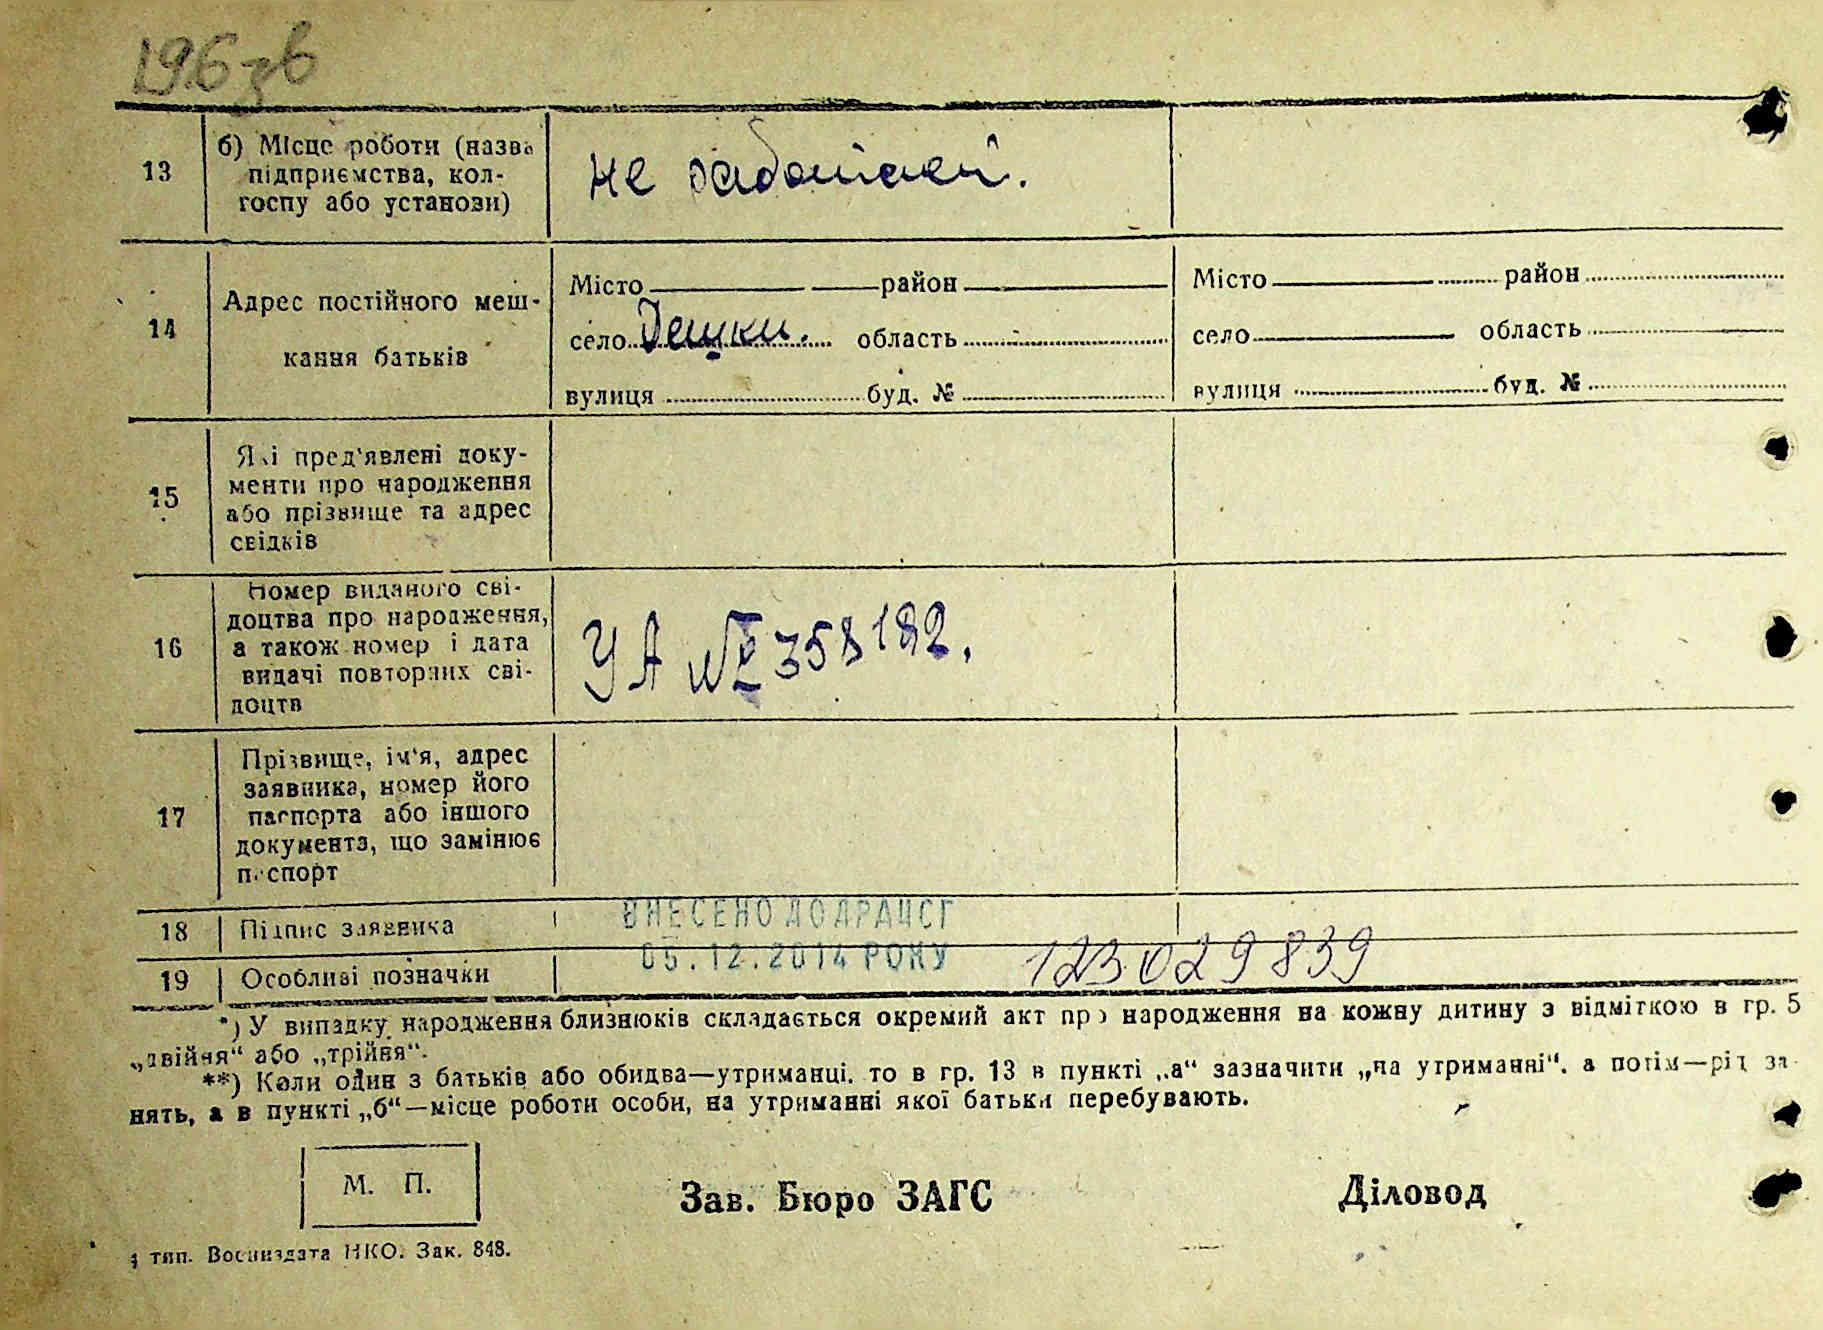 196 зв
13 б) Місце роботи (назва
підприємства, кол-
госпу або установи)
не работает.
14 Адрес постійного меш-
кання батьків
Місто район
село Дешки. область
вулиця буд. №
Місто район
село область
вулиця буд. №
15 Які пред'явлені доку-
менти про народження
або прізвище та адрес
свідків
16 Номер виданого сві-
доцтва про народження,
а також номер і дата
видачі повторних сві-
доцтв
УА № 358182.
17 Прізвище, ім'я, адрес
заявника, номер його
паспорта або іншого
документа, що замінює
паспорт
18 Підпис заявника
ВНЕСЕНО ДО ДРАЦСГ
19 Особливі позначки
05.12.2014 РОКУ 123029839
*) У випадку народження близнюків складається окремий акт про народження на кожну дитину з відміткою в гр. 5
„двійня“ або „трійня“.
**) Коли один з батьків або обидва—утриманці, то в гр. 13 в пункті „а“ зазначити „на утриманні“, а потім—рід за-
нять, а в пункті „б“—місце роботи особи, на утриманні якої батьки перебувають.
М. П.
Зав. Бюро ЗАГС
Діловод
тип. Воениздата НКО. Зак. 848.